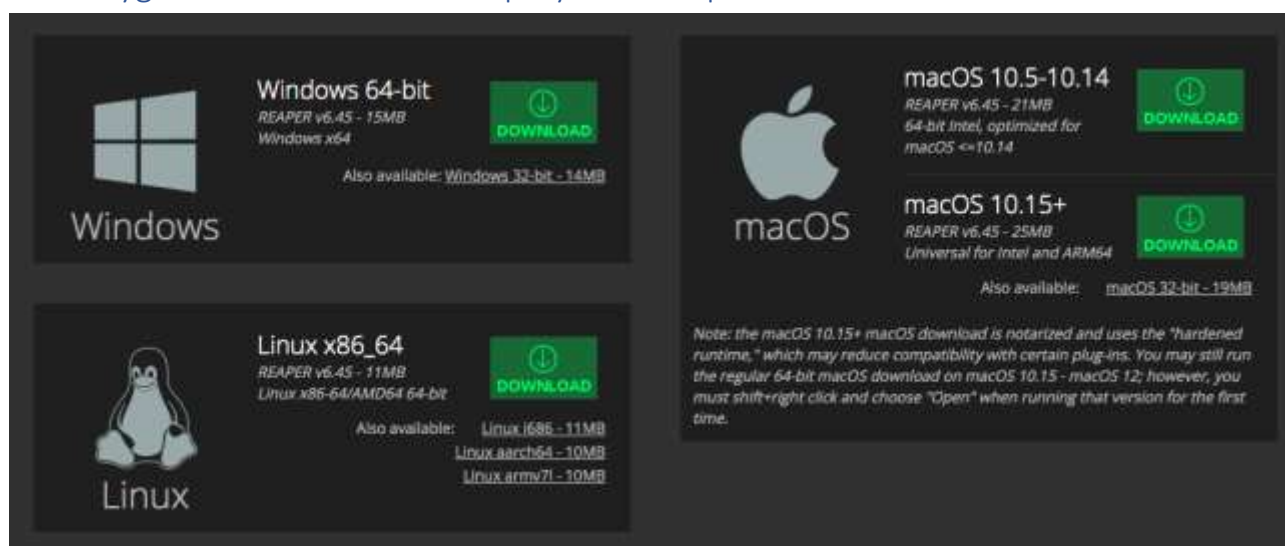 Windows 64-bit
REAPER v6.45 - 15MB
Windows x64
DOWNLOAD
Also available: Windows 32-bit - 14MB
Windows
Linux x86_64
REAPER v6.45 - 11MB
Linux x86-64/AMD64 64-bit
DOWNLOAD
Also available: Linux i686 - 11MB
Linux aarch64 - 10MB
Linux armv7l - 10MB
Linux
macOS 10.5-10.14
REAPER v6.45 - 21MB
64-bit Intel, optimized for
macOS <=10.14
DOWNLOAD
macOS
macOS 10.15+
REAPER v6.45 - 25MB
Universal for Intel and ARM64
DOWNLOAD
Also available: macOS 32-bit - 19MB
Note: the macOS 10.15+ macOS download is notarized and uses the "hardened
runtime," which may reduce compatibility with certain plug-ins. You may still run
the regular 64-bit macOS download on macOS 10.15 - macOS 12; however, you
must shift+right click and choose "Open" when running that version for the first
time.